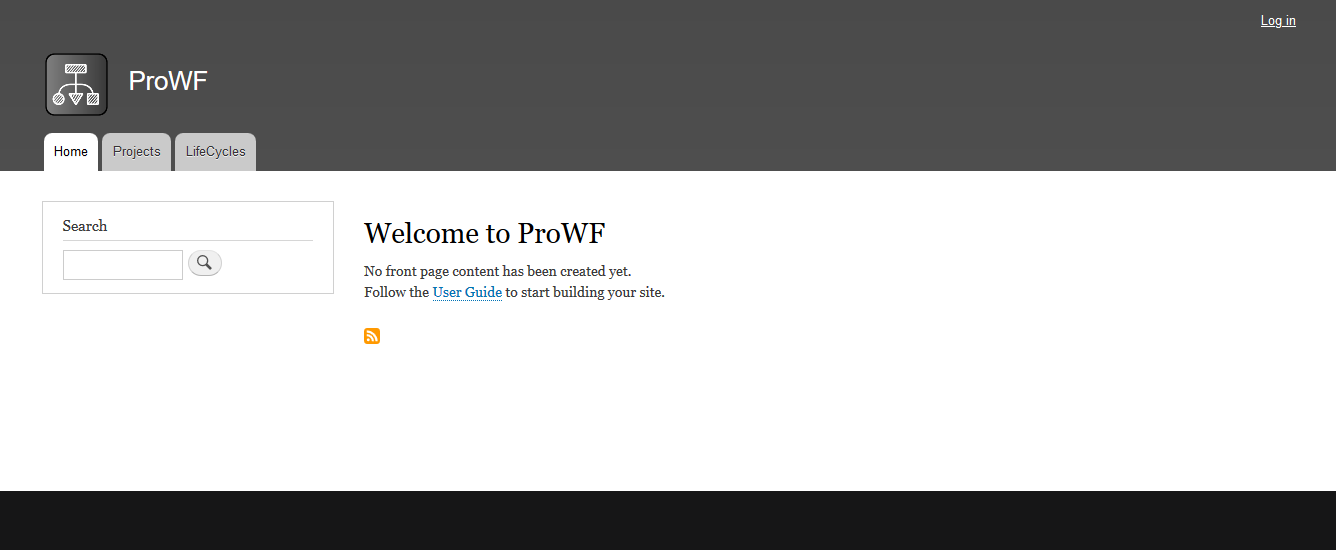 Log in
ProWF
Home
Projects
LifeCycles
Search
Welcome to ProWF
No front page content has been created yet.
Follow the User Guide to start building your site.